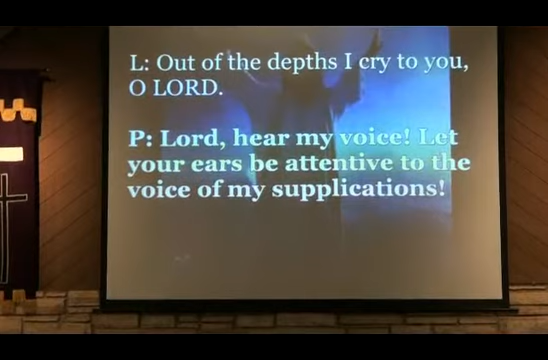 L: Out of the depths I cry to you,
O LORD.
P: Lord, hear my voice! Let
your ears be attentive to the
voice of my supplications!